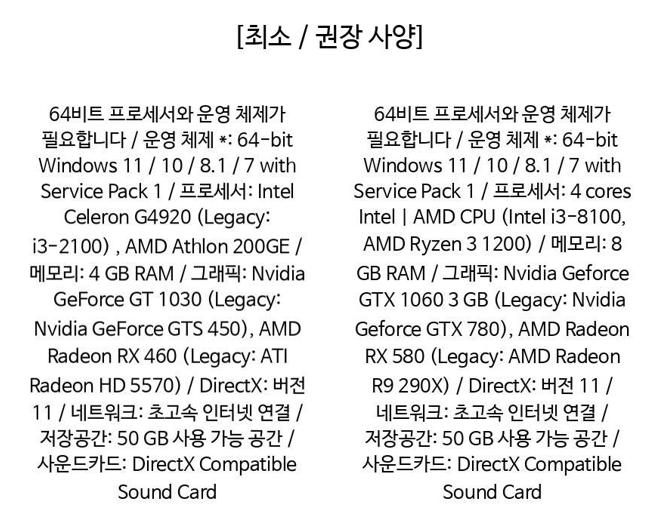 [최소 / 권장 사양]
64비트 프로세서와 운영 체제가
필요합니다 / 운영 체제 *: 64-bit
Windows 11 / 10 / 8.1 / 7 with
Service Pack 1 / 프로세서: Intel
Celeron G4920 (Legacy:
i3-2100) , AMD Athlon 200GE /
메모리: 4 GB RAM / 그래픽: Nvidia
GeForce GT 1030 (Legacy:
Nvidia GeForce GTS 450), AMD
Radeon RX 460 (Legacy: ATI
Radeon HD 5570) / DirectX: 버전
11 / 네트워크: 초고속 인터넷 연결 /
저장공간: 50 GB 사용 가능 공간 /
사운드카드: DirectX Compatible
Sound Card
64비트 프로세서와 운영 체제가
필요합니다 / 운영 체제 *: 64-bit
Windows 11 / 10 / 8.1 / 7 with
Service Pack 1 / 프로세서: 4 cores
Intel | AMD CPU (Intel i3-8100,
AMD Ryzen 3 1200) / 메모리: 8
GB RAM / 그래픽: Nvidia Geforce
GTX 1060 3 GB (Legacy: Nvidia
Geforce GTX 780), AMD Radeon
RX 580 (Legacy: AMD Radeon
R9 290X) / DirectX: 버전 11 /
네트워크: 초고속 인터넷 연결 /
저장공간: 50 GB 사용 가능 공간 /
사운드카드: DirectX Compatible
Sound Card